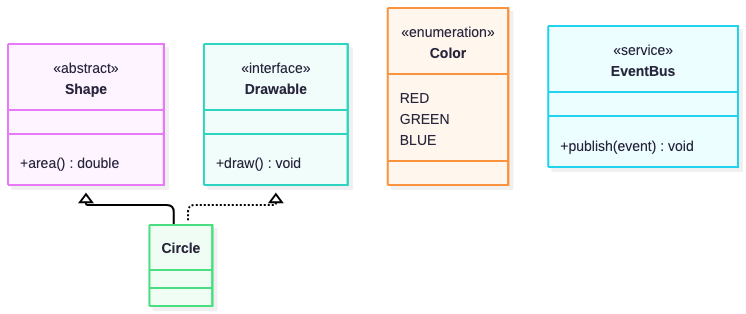 «abstract»
Shape
+area() : double
«interface»
Drawable
+draw() : void
«enumeration»
Color
RED
GREEN
BLUE
«service»
EventBus
+publish(event) : void
Circle